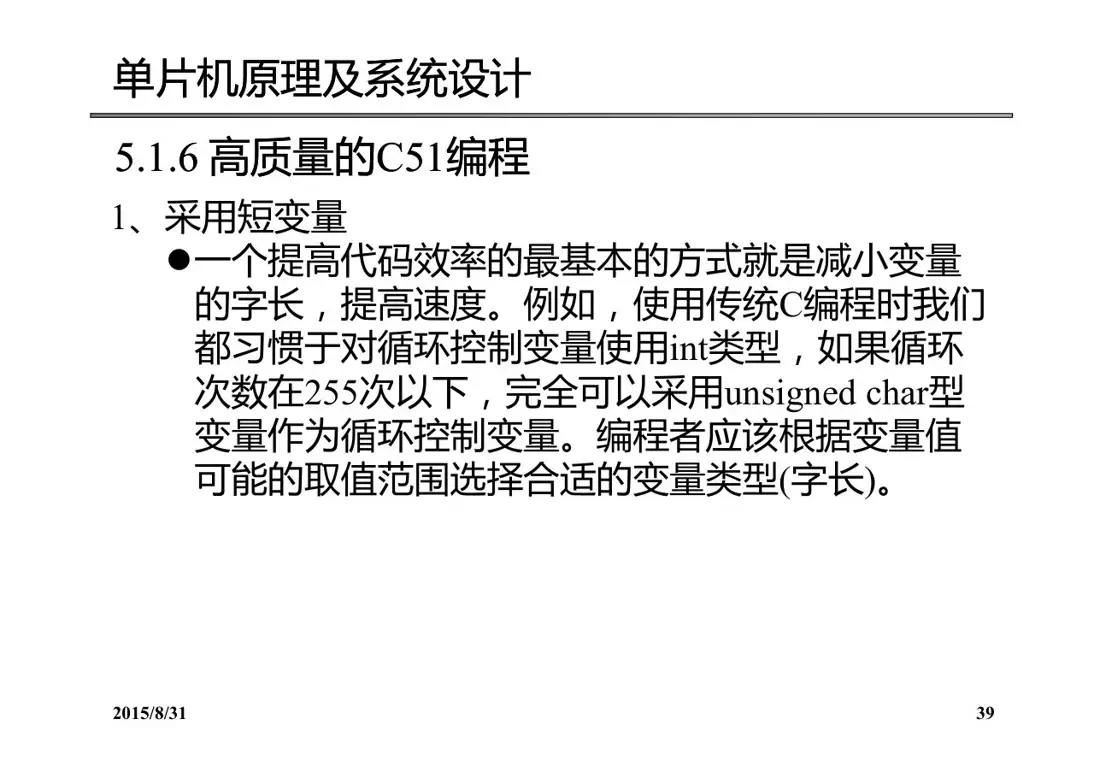 单片机原理及系统设计
5.1.6 高质量的C51编程
1、采用短变量
●一个提高代码效率的最基本的方式就是减小变量
的字长，提高速度。例如，使用传统C编程时我们
都习惯于对循环控制变量使用int类型，如果循环
次数在255次以下，完全可以采用unsigned char型
变量作为循环控制变量。编程者应该根据变量值
可能的取值范围选择合适的变量类型(字长)。
2015/8/31
39